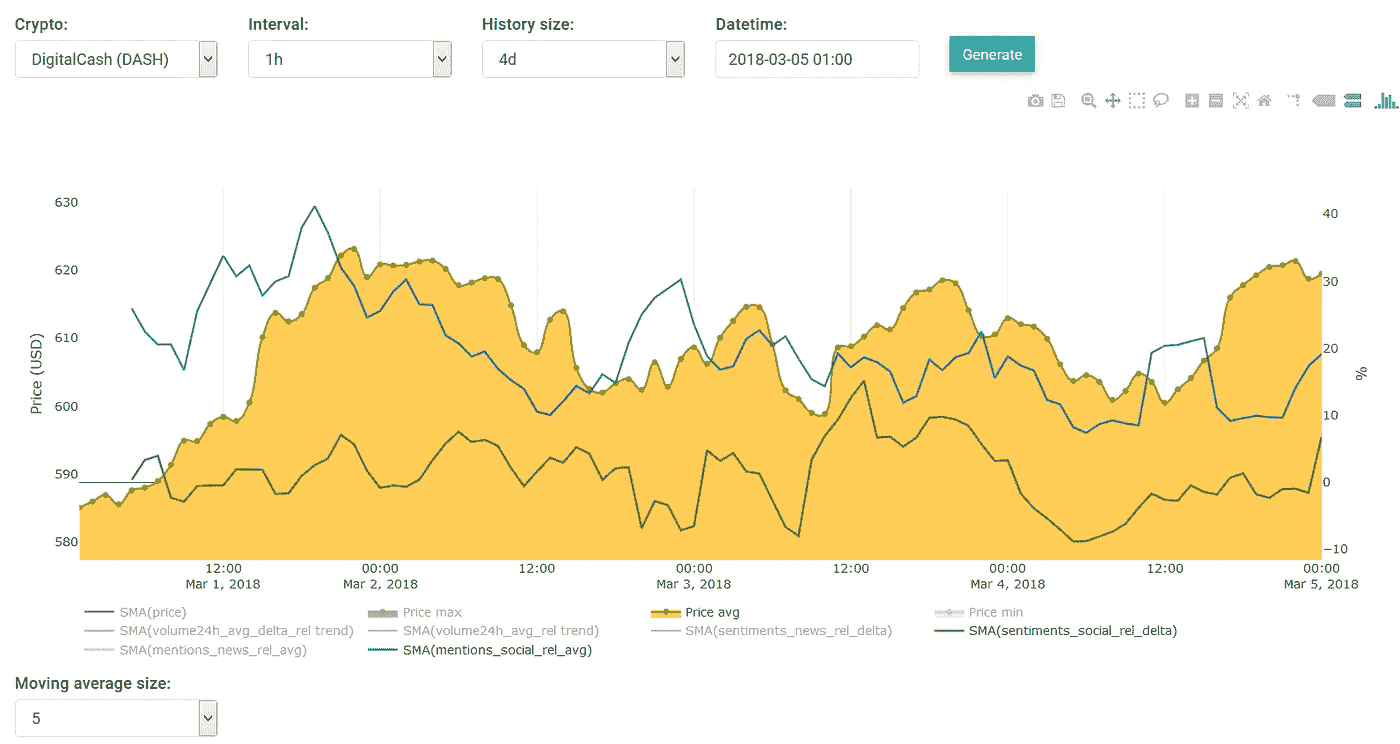 Crypto: Interval: History size: Datetime:
DigitalCash (DASH) 1h 4d 2018-03-05 01:00 Generate
630 40
620 30
610 20
Price (USD) %
600 10
590 0
580 −10
12:00 00:00 12:00 00:00 12:00 00:00 12:00 00:00
Mar 1, 2018 Mar 2, 2018 Mar 3, 2018 Mar 4, 2018 Mar 5, 2018
SMA(price) Price max Price avg Price min
SMA(volume24h_avg_delta_rel trend) SMA(volume24h_avg_rel trend) SMA(sentiments_news_rel_delta) SMA(sentiments_social_rel_delta)
SMA(mentions_news_rel_avg) SMA(mentions_social_rel_avg)
Moving average size:
5